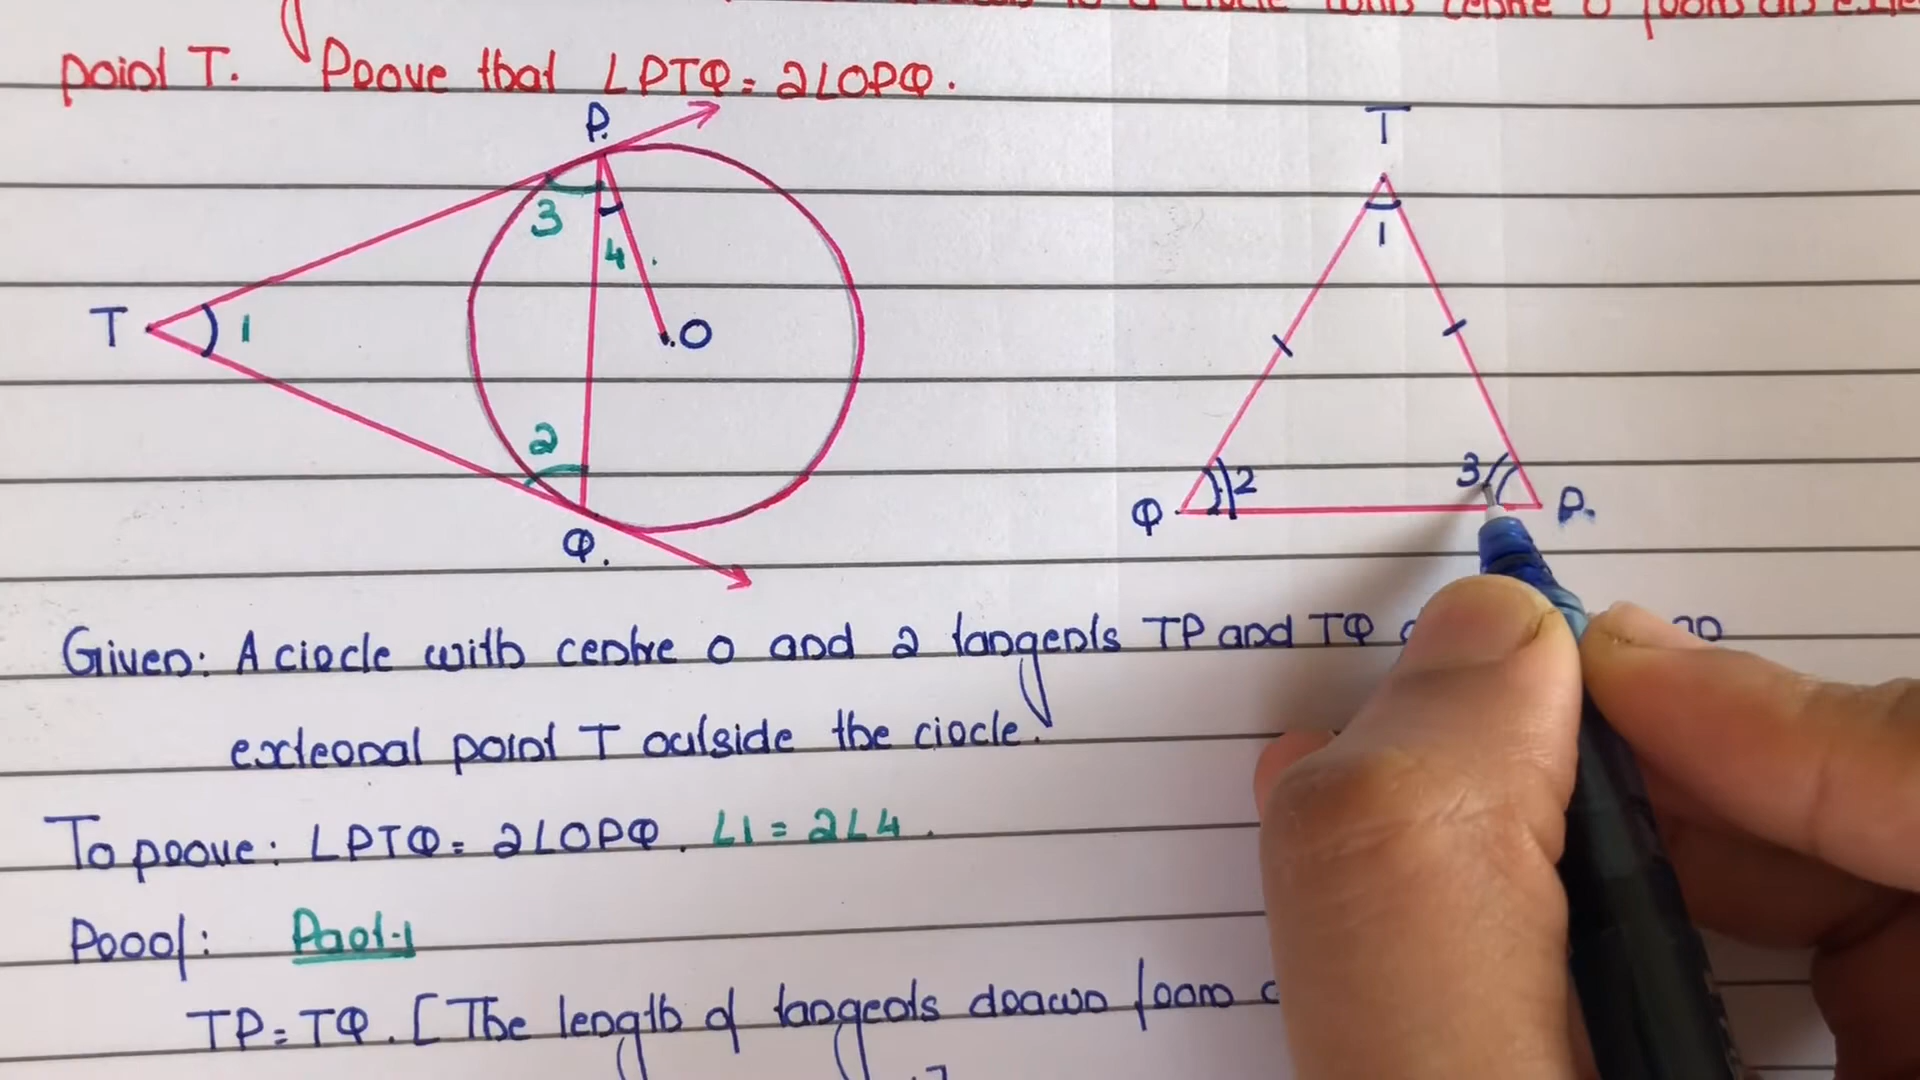 point T. Prove that ∠PTQ = 2∠OPQ.
P.
3
4
T
1
.O
2
Q.
T
1
2
3
Q
P.
Given: A circle with centre O and 2 tangents TP and TQ
external point T outside the circle.
To prove: ∠PTQ = 2∠OPQ. ∠1 = 2∠4.
Proof: Part-1
TP = TQ. [The length of tangents drawn from